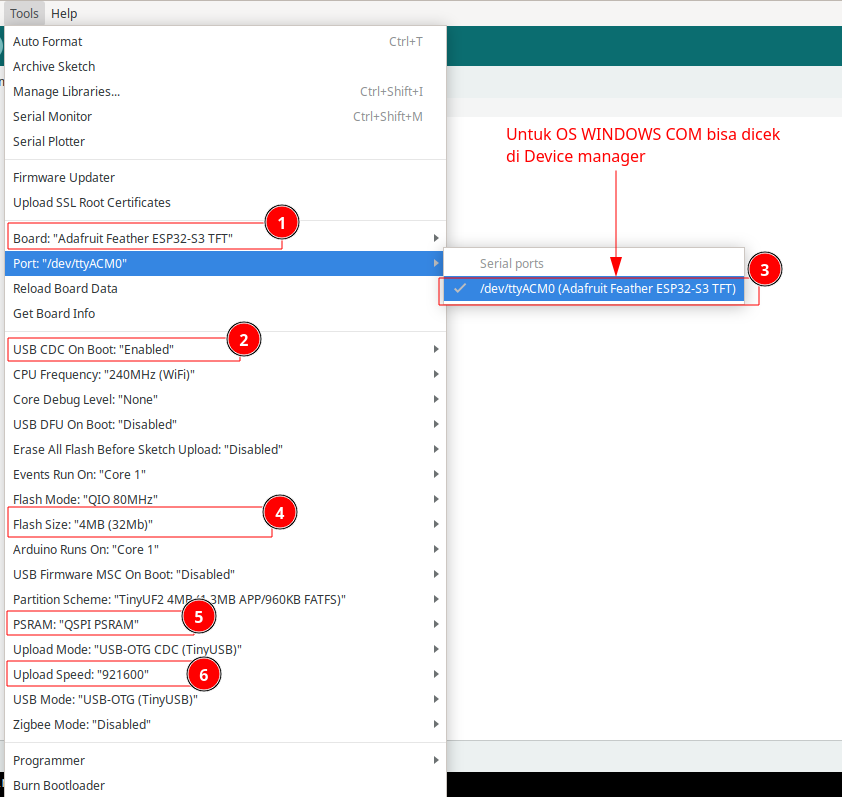 Tools Help
Auto Format Ctrl+T
Archive Sketch
Manage Libraries... Ctrl+Shift+I
Serial Monitor Ctrl+Shift+M
Serial Plotter
Untuk OS WINDOWS COM bisa dicek
di Device manager
Firmware Updater
Upload SSL Root Certificates
1
Board: "Adafruit Feather ESP32-S3 TFT"
Port: "/dev/ttyACM0"
Serial ports
3
/dev/ttyACM0 (Adafruit Feather ESP32-S3 TFT)
Reload Board Data
Get Board Info
2
USB CDC On Boot: "Enabled"
CPU Frequency: "240MHz (WiFi)"
Core Debug Level: "None"
USB DFU On Boot: "Disabled"
Erase All Flash Before Sketch Upload: "Disabled"
Events Run On: "Core 1"
Flash Mode: "QIO 80MHz"
4
Flash Size: "4MB (32Mb)"
Arduino Runs On: "Core 1"
USB Firmware MSC On Boot: "Disabled"
Partition Scheme: "TinyUF2 4MB (1.3MB APP/960KB FATFS)"
5
PSRAM: "QSPI PSRAM"
Upload Mode: "USB-OTG CDC (TinyUSB)"
6
Upload Speed: "921600"
USB Mode: "USB-OTG (TinyUSB)"
Zigbee Mode: "Disabled"
Programmer
Burn Bootloader